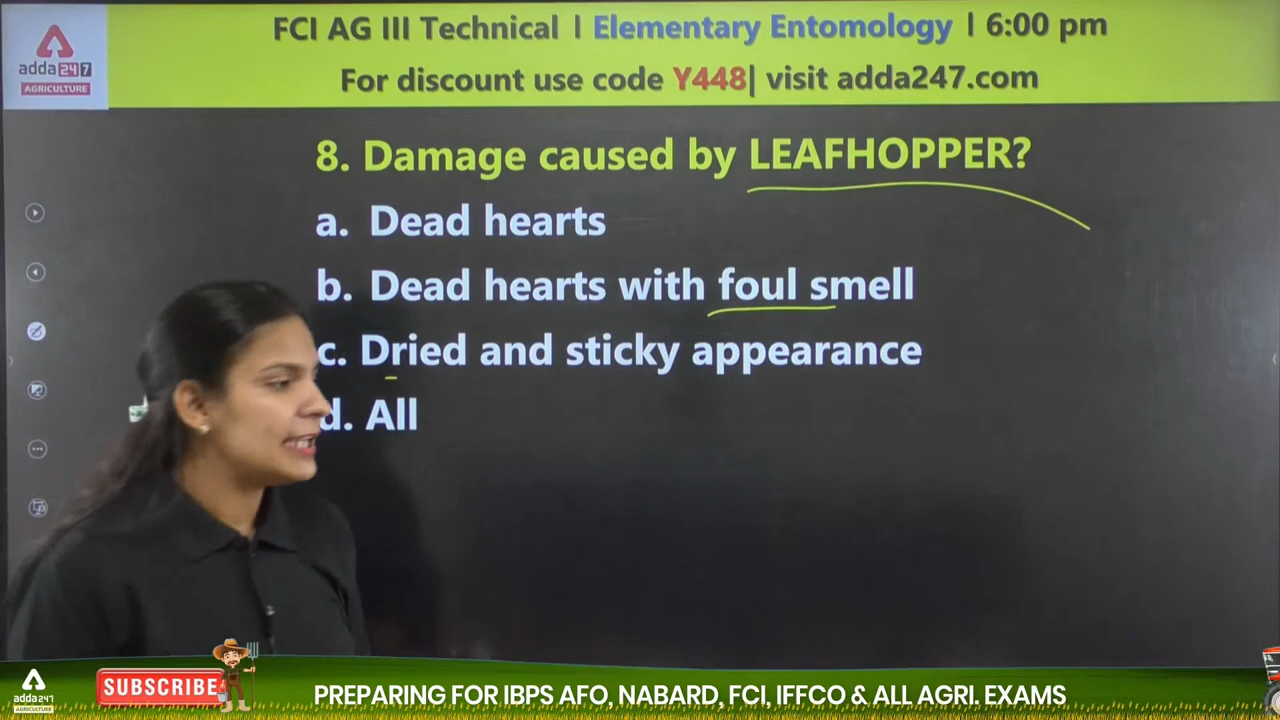 FCI AG III Technical I Elementary Entomology I 6:00 pm
For discount use code Y448| visit adda247.com
adda247
AGRICULTURE
8. Damage caused by LEAFHOPPER?
a. Dead hearts
b. Dead hearts with foul smell
c. Dried and sticky appearance
d. All
adda247
AGRICULTURE
SUBSCRIBE
PREPARING FOR IBPS AFO, NABARD, FCI, IFFCO & ALL AGRI. EXAMS